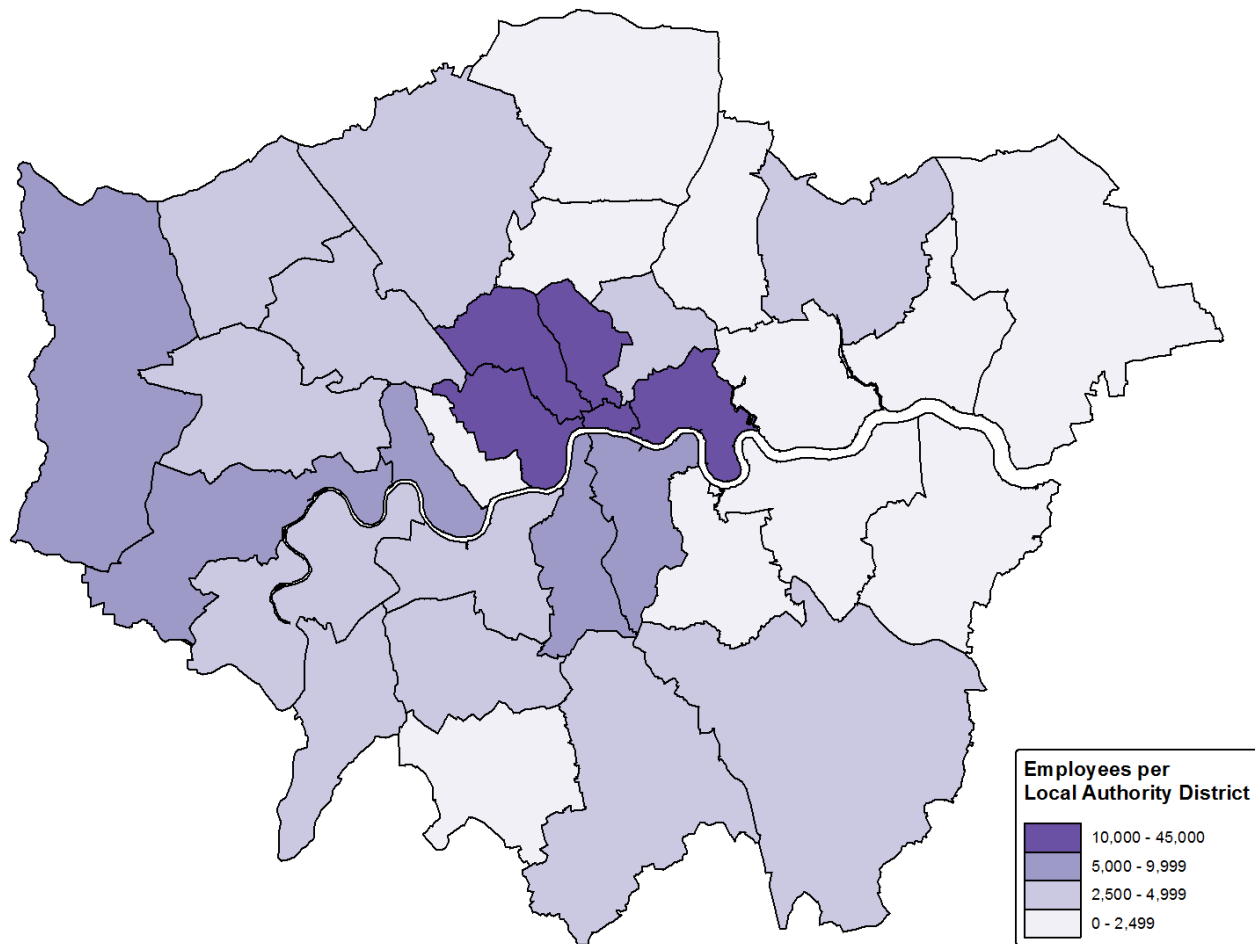 Employees per
Local Authority District
10,000 - 45,000
5,000 - 9,999
2,500 - 4,999
0 - 2,499